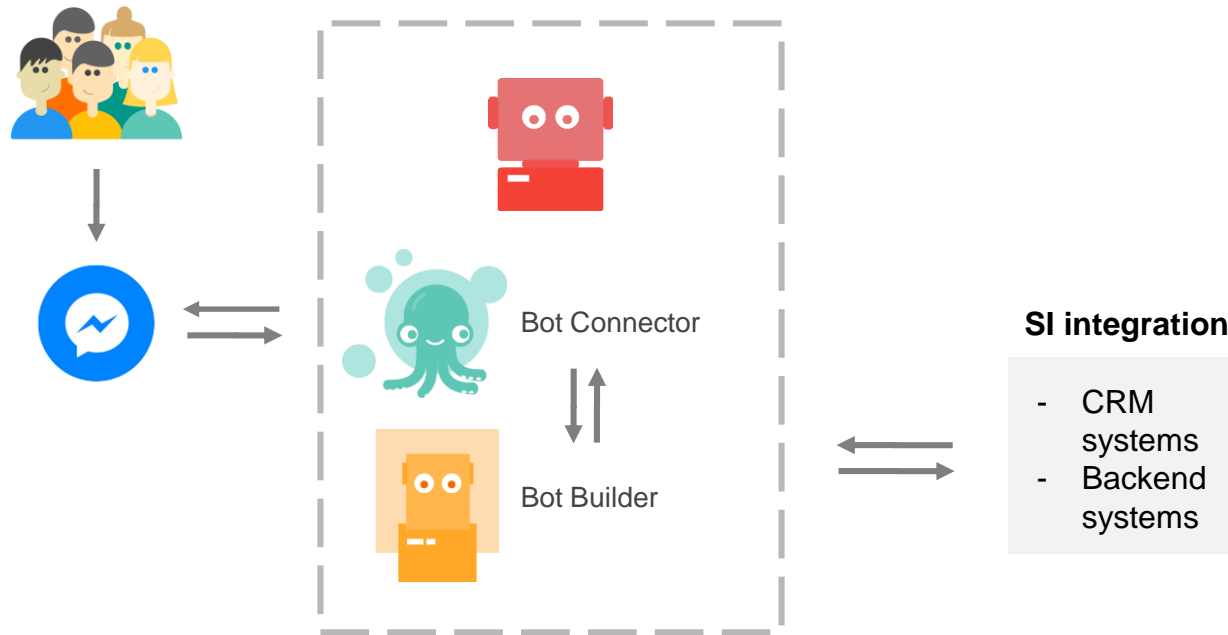 Bot Connector
SI integration
- CRM
systems
- Backend
systems
Bot Builder